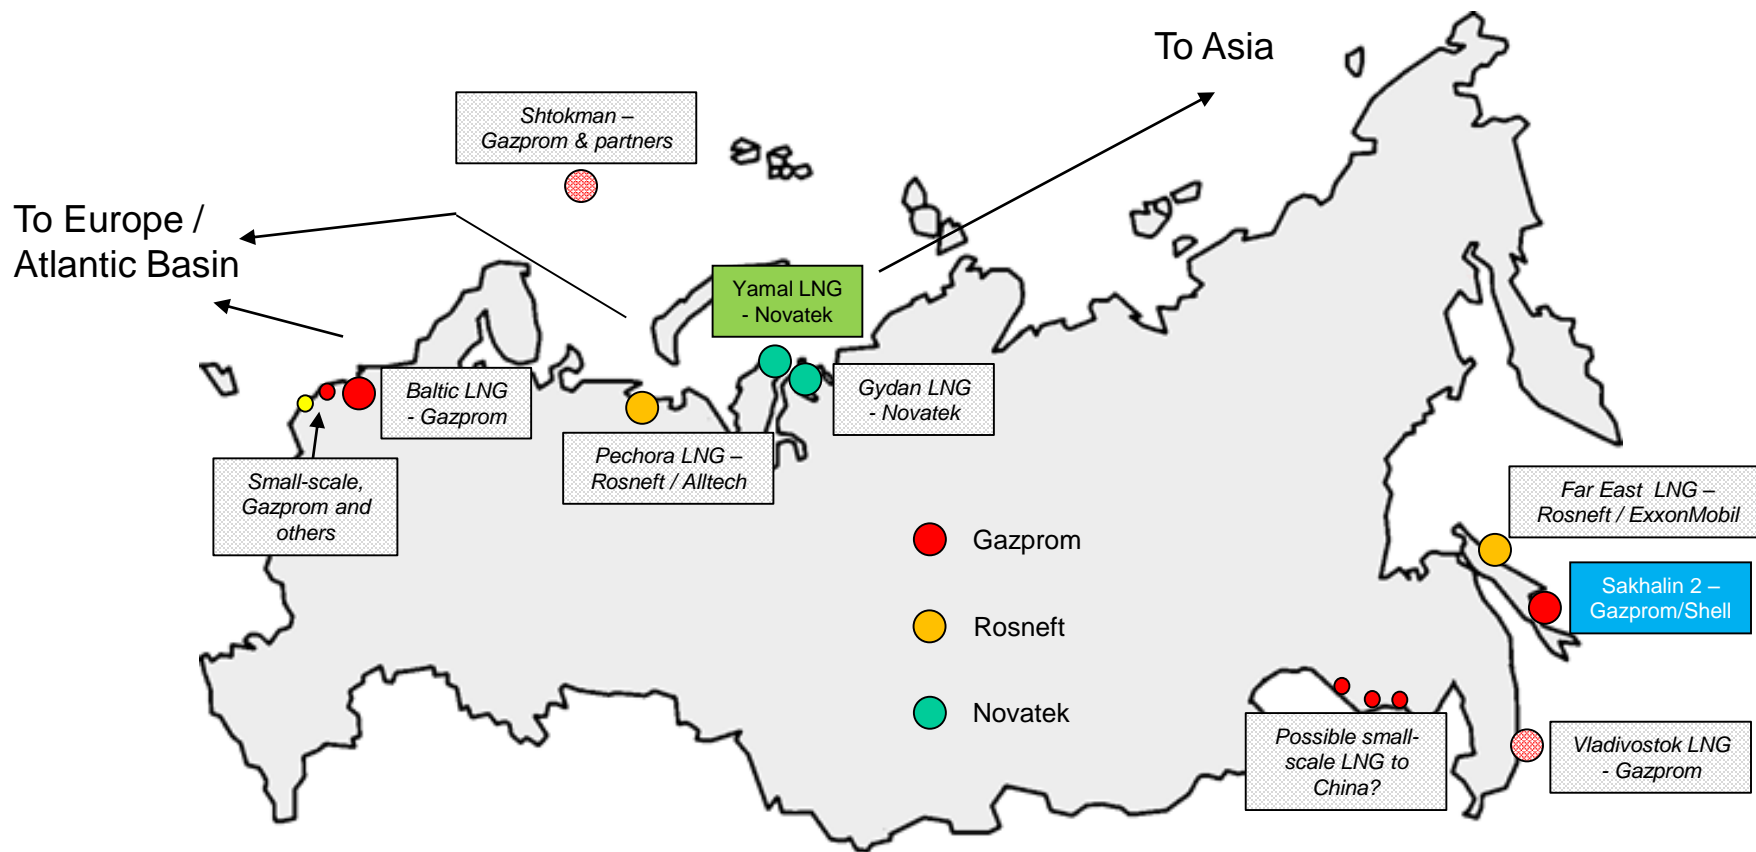 To Asia
Shtokman –
Gazprom & partners
To Europe /
Atlantic Basin
Yamal LNG
- Novatek
Baltic LNG
- Gazprom
Gydan LNG
- Novatek
Pechora LNG –
Rosneft / Alltech
Small-scale,
Gazprom and
others
Far East  LNG –
Rosneft / ExxonMobil
Gazprom
Sakhalin 2 –
Gazprom/Shell
Rosneft
Novatek
Possible small-
scale LNG to
China?
Vladivostok LNG
- Gazprom